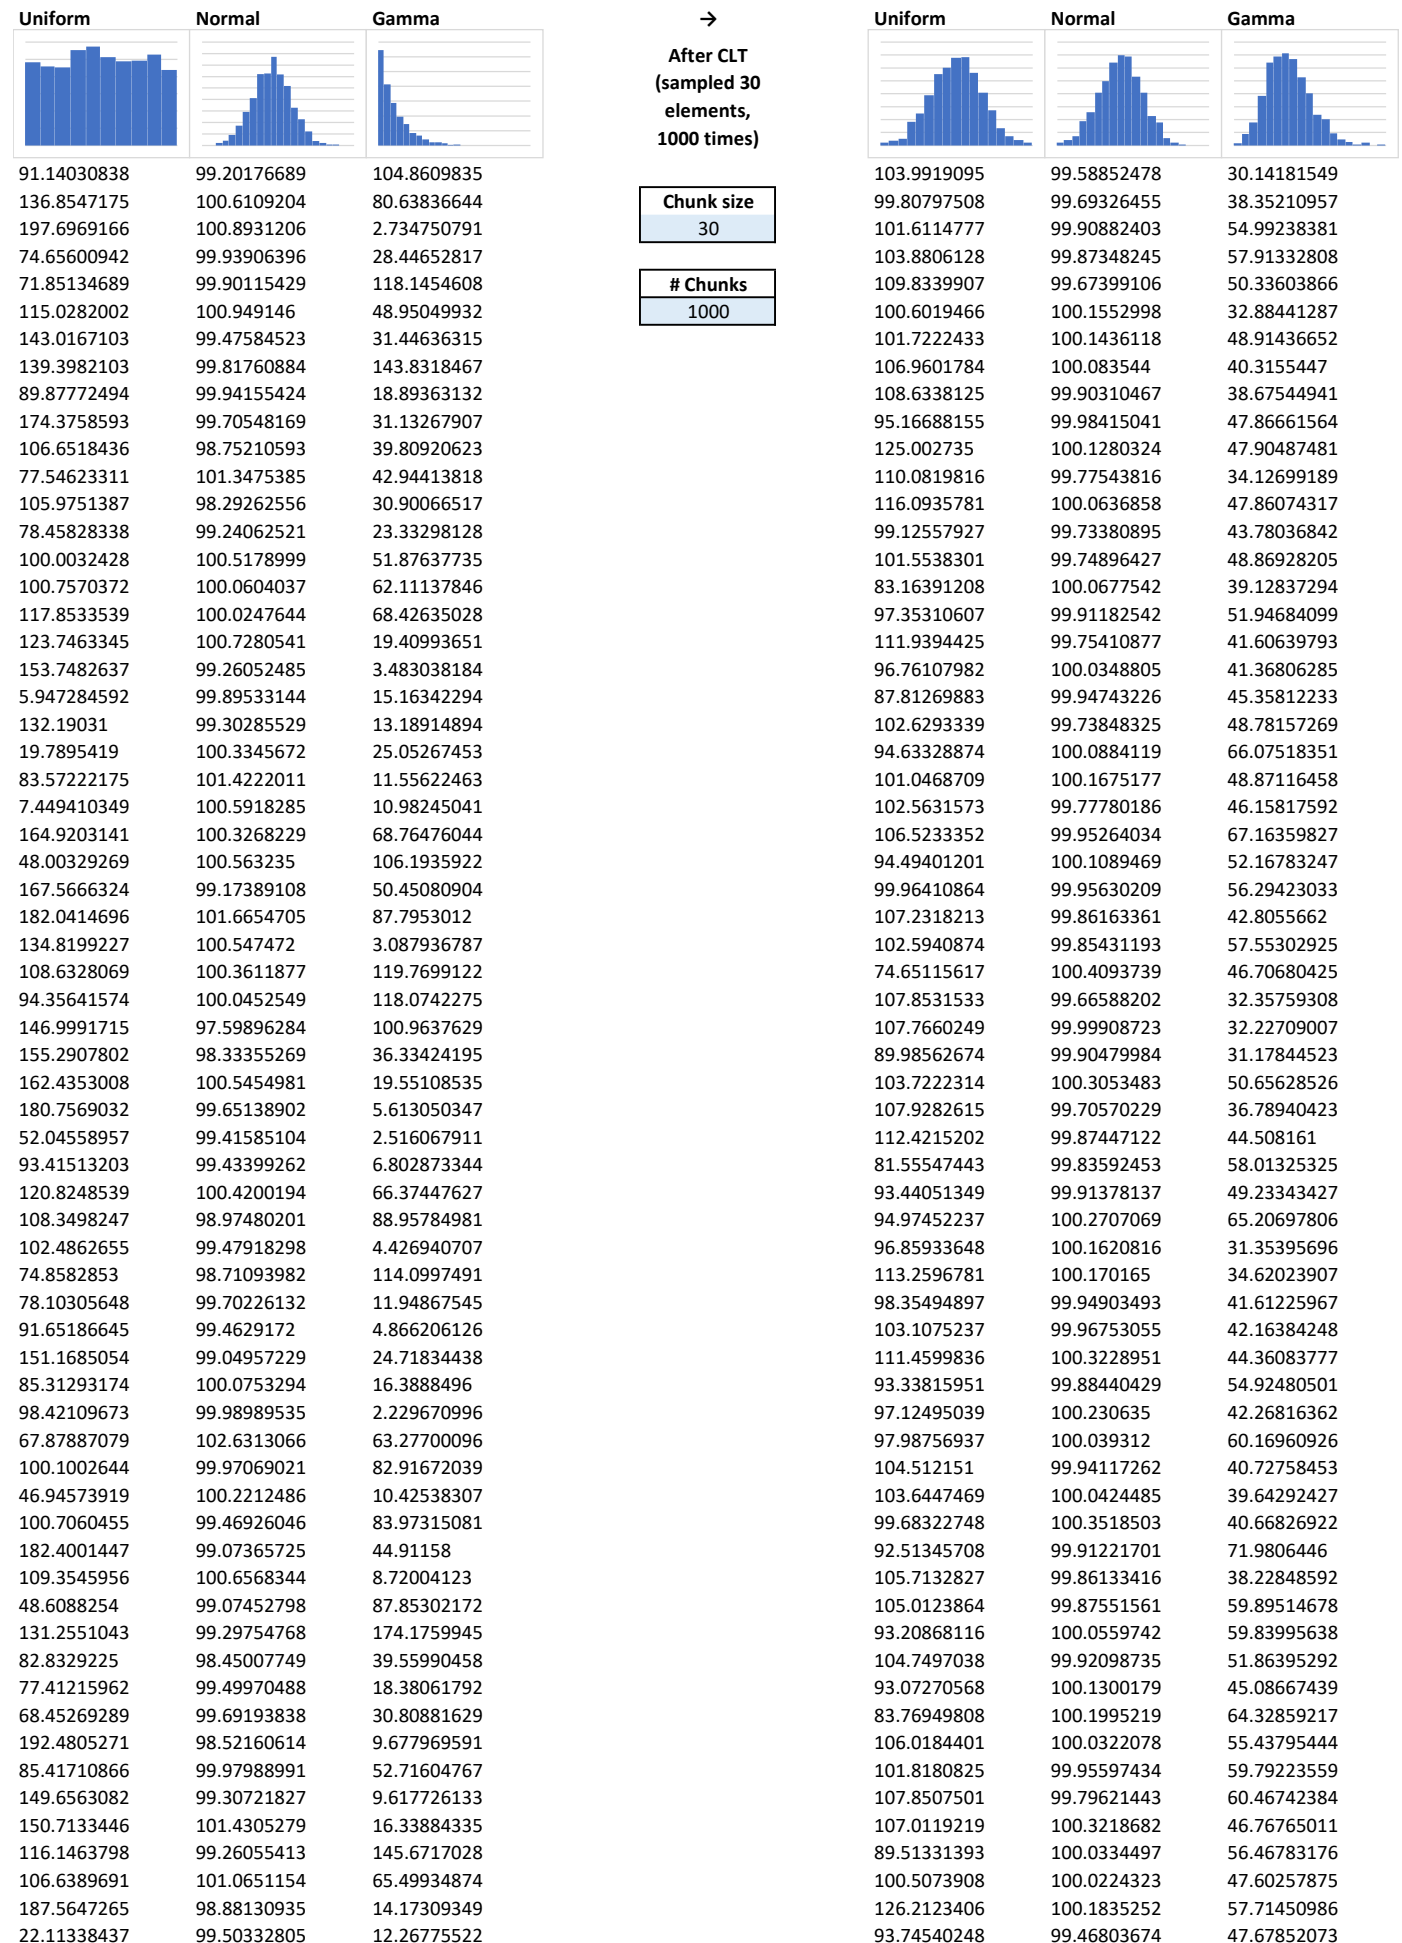 Uniform Normal Gamma → Uniform Normal Gamma
After CLT
(sampled 30
elements,
1000 times)
91.14030838 99.20176689 104.8609835 103.9919095 99.58852478 30.14181549
136.8547175 100.6109204 80.63836644 Chunk size 99.80797508 99.69326455 38.35210957
197.6969166 100.8931206 2.734750791 30 101.6114777 99.90882403 54.99238381
74.65600942 99.93906396 28.44652817 103.8806128 99.87348245 57.91332808
71.85134689 99.90115429 118.1454608 # Chunks 109.8339907 99.67399106 50.33603866
115.0282002 100.949146 48.95049932 1000 100.6019466 100.1552998 32.88441287
143.0167103 99.47584523 31.44636315 101.7222433 100.1436118 48.91436652
139.3982103 99.81760884 143.8318467 106.9601784 100.083544 40.3155447
89.87772494 99.94155424 18.89363132 108.6338125 99.90310467 38.67544941
174.3758593 99.70548169 31.13267907 95.16688155 99.98415041 47.86661564
106.6518436 98.75210593 39.80920623 125.002735 100.1280324 47.90487481
77.54623311 101.3475385 42.94413818 110.0819816 99.77543816 34.12699189
105.9751387 98.29262556 30.90066517 116.0935781 100.0636858 47.86074317
78.45828338 99.24062521 23.33298128 99.12557927 99.73380895 43.78036842
100.0032428 100.5178999 51.87637735 101.5538301 99.74896427 48.86928205
100.7570372 100.0604037 62.11137846 83.16391208 100.0677542 39.12837294
117.8533539 100.0247644 68.42635028 97.35310607 99.91182542 51.94684099
123.7463345 100.7280541 19.40993651 111.9394425 99.75410877 41.60639793
153.7482637 99.26052485 3.483038184 96.76107982 100.0348805 41.36806285
5.947284592 99.89533144 15.16342294 87.81269883 99.94743226 45.35812233
132.19031 99.30285529 13.18914894 102.6293339 99.73848325 48.78157269
19.7895419 100.3345672 25.05267453 94.63328874 100.0884119 66.07518351
83.57222175 101.4222011 11.55622463 101.0468709 100.1675177 48.87116458
7.449410349 100.5918285 10.98245041 102.5631573 99.77780186 46.15817592
164.9203141 100.3268229 68.76476044 106.5233352 99.95264034 67.16359827
48.00329269 100.563235 106.1935922 94.49401201 100.1089469 52.16783247
167.5666324 99.17389108 50.45080904 99.96410864 99.95630209 56.29423033
182.0414696 101.6654705 87.7953012 107.2318213 99.86163361 42.8055662
134.8199227 100.547472 3.087936787 102.5940874 99.85431193 57.55302925
108.6328069 100.3611877 119.7699122 74.65115617 100.4093739 46.70680425
94.35641574 100.0452549 118.0742275 107.8531533 99.66588202 32.35759308
146.9991715 97.59896284 100.9637629 107.7660249 99.99908723 32.22709007
155.2907802 98.33355269 36.33424195 89.98562674 99.90479984 31.17844523
162.4353008 100.5454981 19.55108535 103.7222314 100.3053483 50.65628526
180.7569032 99.65138902 5.613050347 107.9282615 99.70570229 36.78940423
52.04558957 99.41585104 2.516067911 112.4215202 99.87447122 44.508161
93.41513203 99.43399262 6.802873344 81.55547443 99.83592453 58.01325325
120.8248539 100.4200194 66.37447627 93.44051349 99.91378137 49.23343427
108.3498247 98.97480201 88.95784981 94.97452237 100.2707069 65.20697806
102.4862655 99.47918298 4.426940707 96.85933648 100.1620816 31.35395696
74.8582853 98.71093982 114.0997491 113.2596781 100.170165 34.62023907
78.10305648 99.70226132 11.94867545 98.35494897 99.94903493 41.61225967
91.65186645 99.4629172 4.866206126 103.1075237 99.96753055 42.16384248
151.1685054 99.04957229 24.71834438 111.4599836 100.3228951 44.36083777
85.31293174 100.0753294 16.3888496 93.33815951 99.88440429 54.92480501
98.42109673 99.98989535 2.229670996 97.12495039 100.230635 42.26816362
67.87887079 102.6313066 63.27700096 97.98756937 100.039312 60.16960926
100.1002644 99.97069021 82.91672039 104.512151 99.94117262 40.72758453
46.94573919 100.2212486 10.42538307 103.6447469 100.0424485 39.64292427
100.7060455 99.46926046 83.97315081 99.68322748 100.3518503 40.66826922
182.4001447 99.07365725 44.91158 92.51345708 99.91221701 71.9806446
109.3545956 100.6568344 8.72004123 105.7132827 99.86133416 38.22848592
48.6088254 99.07452798 87.85302172 105.0123864 99.87551561 59.89514678
131.2551043 99.29754768 174.1759945 93.20868116 100.0559742 59.83995638
82.8329225 98.45007749 39.55990458 104.7497038 99.92098735 51.86395292
77.41215962 99.49970488 18.38061792 93.07270568 100.1300179 45.08667439
68.45269289 99.69193838 30.80881629 83.76949808 100.1995219 64.32859217
192.4805271 98.52160614 9.677969591 106.0184401 100.0322078 55.43795444
85.41710866 99.97988991 52.71604767 101.8180825 99.95597434 59.79223559
149.6563082 99.30721827 9.617726133 107.8507501 99.79621443 60.46742384
150.7133446 101.4305279 16.33884335 107.0119219 100.3218682 46.76765011
116.1463798 99.26055413 145.6717028 89.51331393 100.0334497 56.46783176
106.6389691 101.0651154 65.49934874 100.5073908 100.0224323 47.60257875
187.5647265 98.88130935 14.17309349 126.2123406 100.1835252 57.71450986
22.11338437 99.50332805 12.26775522 93.74540248 99.46803674 47.67852073